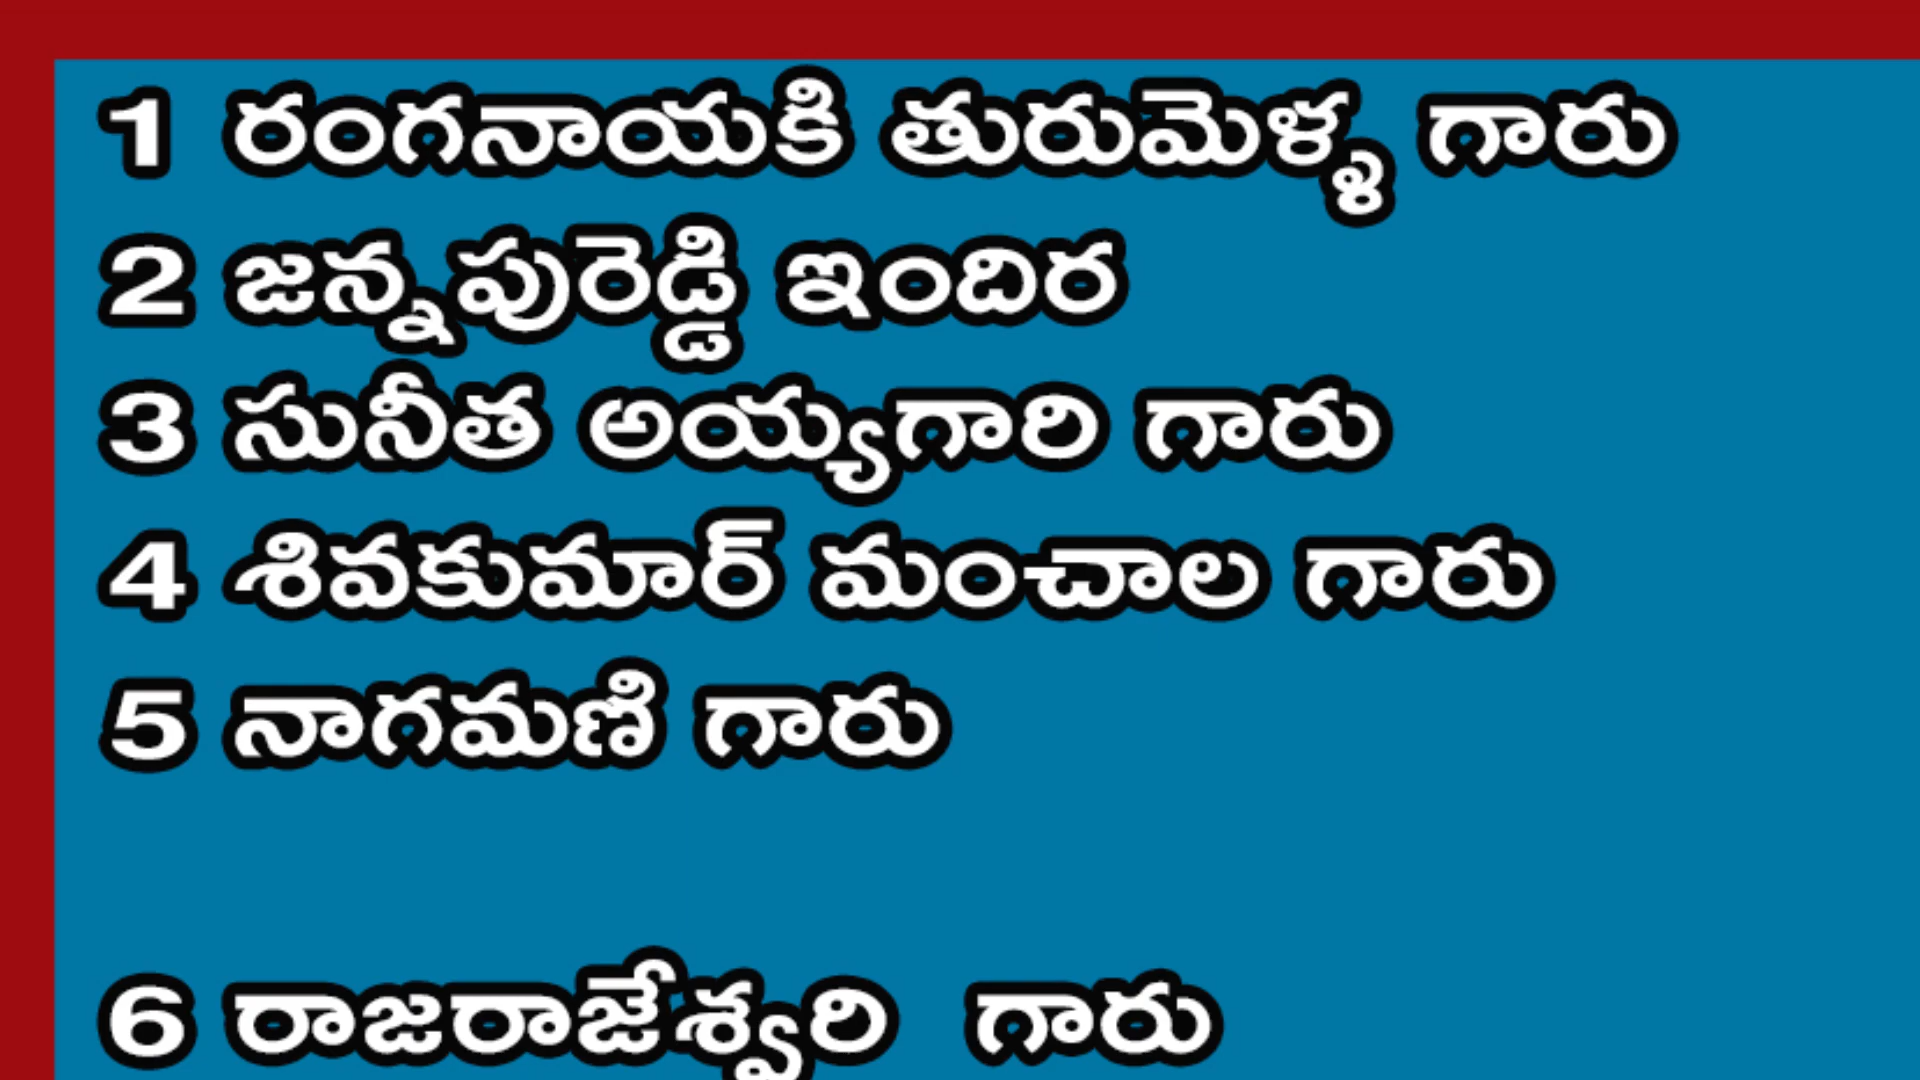 1 రంగనాయకి తురుమెళ్ళ గారు
2 జన్నపురెడ్డి ఇందిర
3 సునీత అయ్యగారి గారు
4 శివకుమార్ మంచాల గారు
5 నాగమణి గారు
6 రాజరాజేశ్వరి గారు